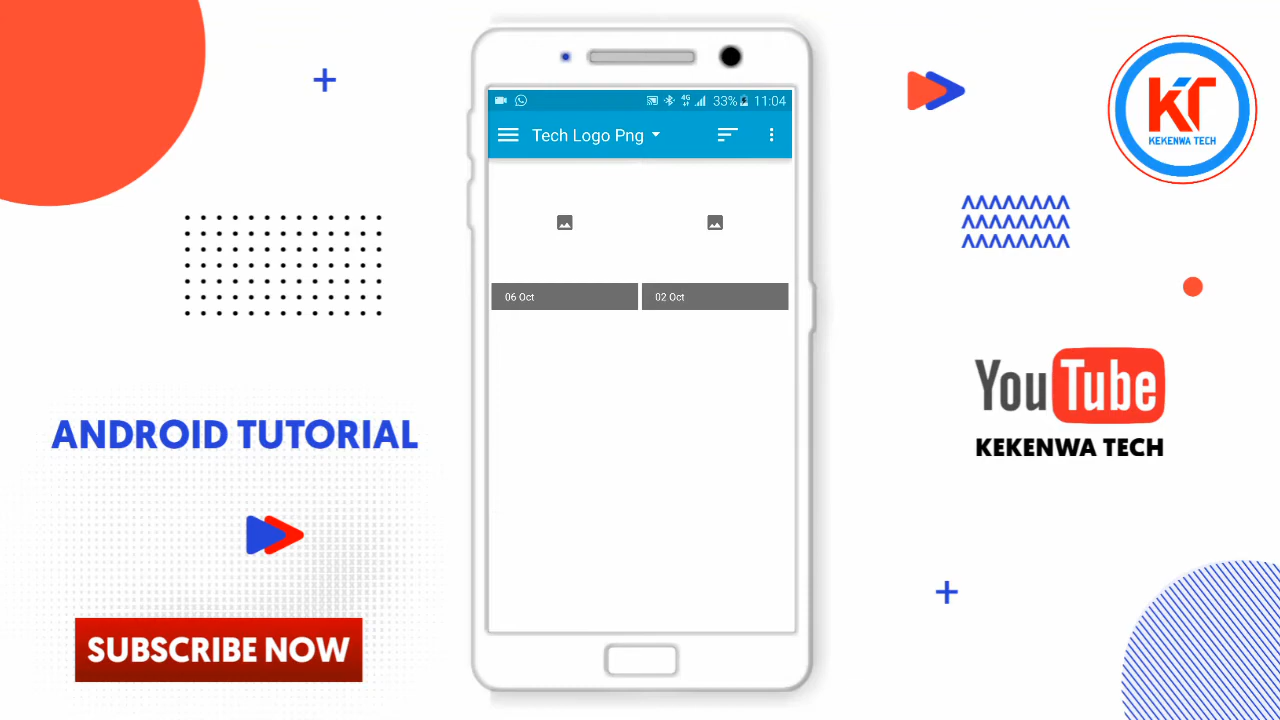 4G 33% 11:04
Tech Logo Png
06 Oct
02 Oct
KT
KEKENWA TECH
YouTube
KEKENWA TECH
ANDROID TUTORIAL
SUBSCRIBE NOW